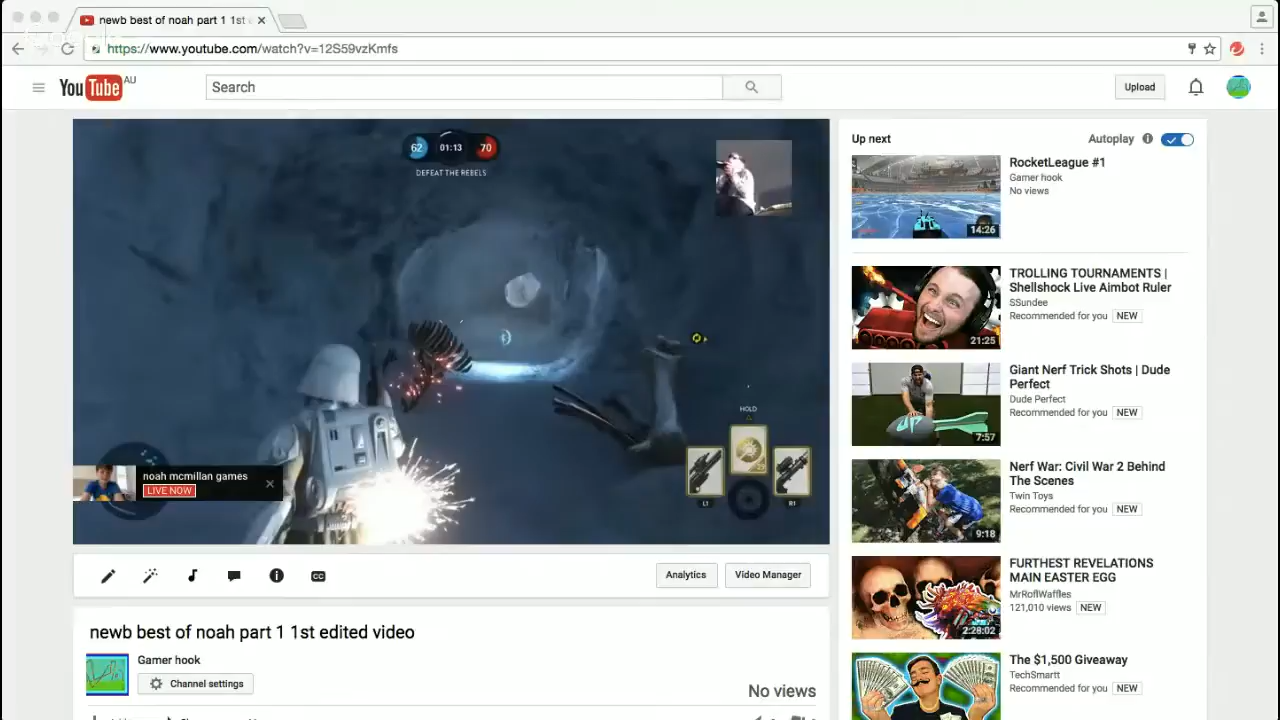 newb best of noah part 1 1st
https://www.youtube.com/watch?v=12S59vzKmfs
YouTube AU
Search
Upload
62 01:13 70
DEFEAT THE REBELS
HOLD
L1
R1
noah mcmillan games
LIVE NOW
Analytics
Video Manager
newb best of noah part 1 1st edited video
Gamer hook
Channel settings
No views
Up next
Autoplay
RocketLeague #1
Gamer hook
No views
14:26
TROLLING TOURNAMENTS |
Shellshock Live Aimbot Ruler
SSundee
Recommended for you NEW
21:25
Giant Nerf Trick Shots | Dude
Perfect
Dude Perfect
Recommended for you NEW
7:57
Nerf War: Civil War 2 Behind
The Scenes
Twin Toys
Recommended for you NEW
9:18
FURTHEST REVELATIONS
MAIN EASTER EGG
MrRoflWaffles
121,010 views NEW
2:28:02
The $1,500 Giveaway
TechSmartt
Recommended for you NEW